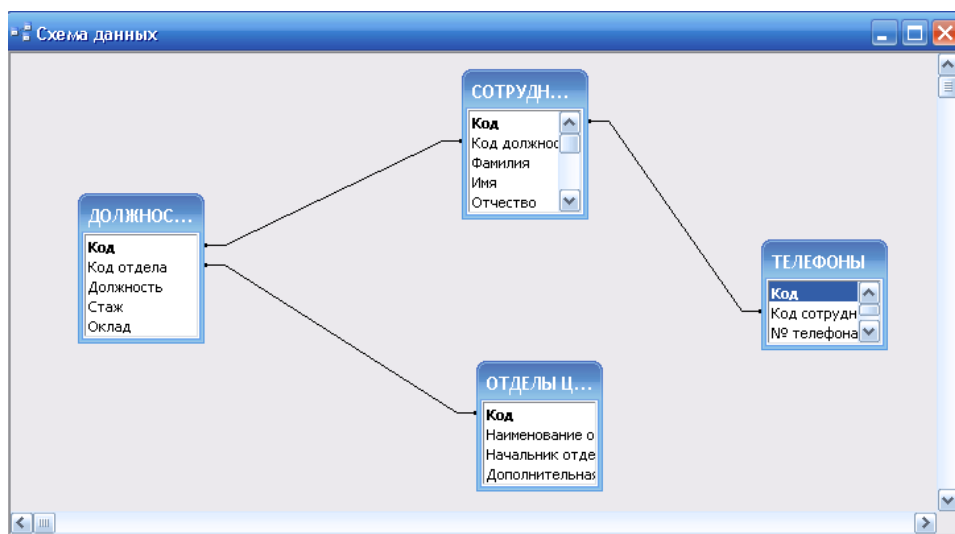 Схема данных
СОТРУДН...
Код
Код должнос
Фамилия
Имя
Отчество
ДОЛЖНОС...
Код
Код отдела
Должность
Стаж
Оклад
ТЕЛЕФОНЫ
Код
Код сотрудн
№ телефона
ОТДЕЛЫ Ц...
Код
Наименование о
Начальник отде
Дополнительная